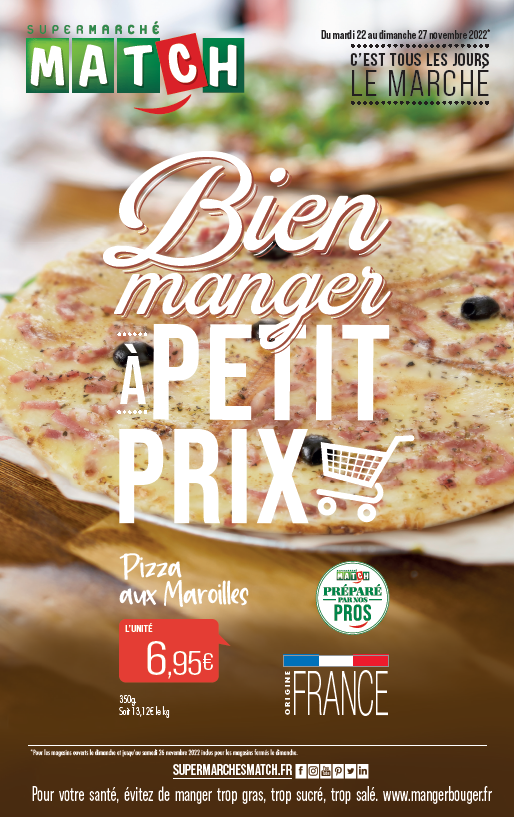 SUPERMARCHÉ
MATCH
Du mardi 22 au dimanche 27 novembre 2022*
C'EST TOUS LES JOURS
LE MARCHÉ
Bien
manger
À PETIT
PRIX
Pizza
aux Maroilles
L'UNITÉ
6,95€
350g.
Soit 13,12€ le kg
SUPERMARCHÉ
MATCH
PRÉPARÉ
PAR NOS
PROS
ORIGINE
FRANCE
*Pour les magasins ouverts le dimanche et jusqu'au samedi 26 novembre 2022 inclus pour les magasins fermés le dimanche.
SUPERMARCHESMATCH.FR
Pour votre santé, évitez de manger trop gras, trop sucré, trop salé. www.mangerbouger.fr